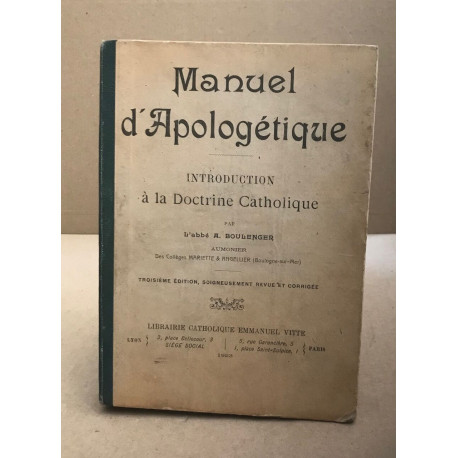 Manuel
d'Apologétique
INTRODUCTION
à la Doctrine Catholique
PAR
L'abbé A. BOULENGER
AUMONIER
Des Collèges MARIETTE & HAFFREINGUE (Boulogne-sur-Mer)
TROISIÈME ÉDITION, SOIGNEUSEMENT REVUE ET CORRIGÉE
LIBRAIRIE CATHOLIQUE EMMANUEL VITTE
LYON 3, place Bellecour, 3 5, rue Garancière, 5 PARIS
SIÈGE SOCIAL 1, place Saint-Sulpice, 1